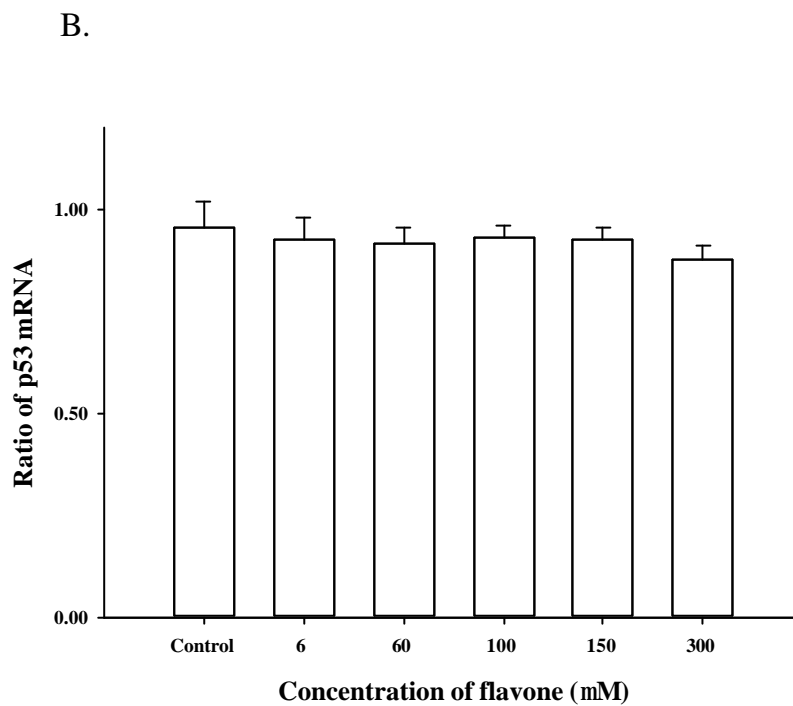 B.
1.00
0.50
0.00
Ratio of p53 mRNA
Control 6 60 100 150 300
Concentration of flavone (mM)